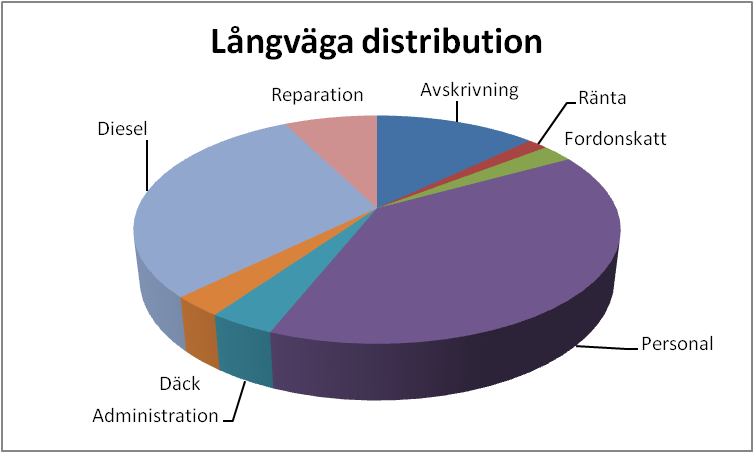 Långväga distribution
Avskrivning
Ränta
Fordonskatt
Personal
Administration
Däck
Diesel
Reparation